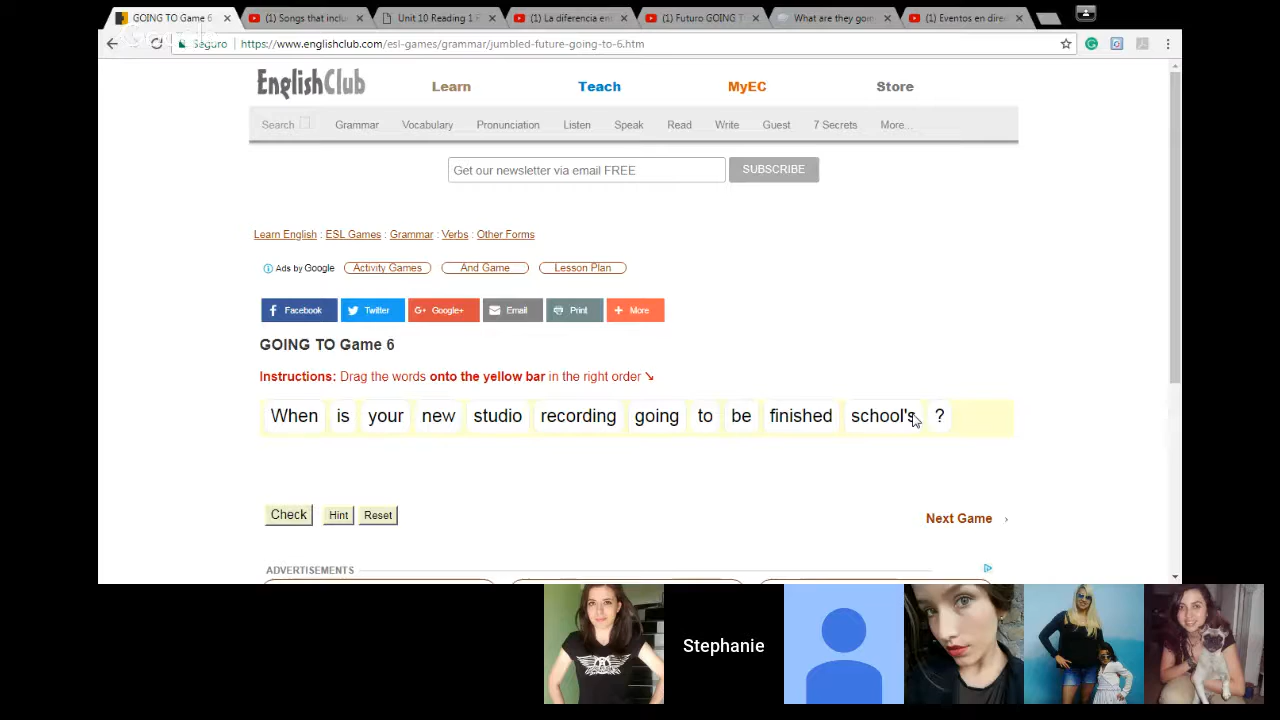 GOING TO Game 6
(1) Songs that inclu
Unit 10 Reading 1 F
(1) La diferencia en
(1) Futuro GOING T
What are they gom
(1) Eventos en direc
Seguro
https://www.englishclub.com/esl-games/grammar/jumbled-future-going-to-6.htm
EnglishClub
Learn
Teach
MyEC
Store
Search
Grammar
Vocabulary
Pronunciation
Listen
Speak
Read
Write
Guest
7 Secrets
More...
Get our newsletter via email FREE
SUBSCRIBE
Learn English : ESL Games : Grammar : Verbs : Other Forms
Ads by Google
Activity Games
And Game
Lesson Plan
Facebook
Twitter
G+ Google+
Email
Print
More
GOING TO Game 6
Instructions: Drag the words onto the yellow bar in the right order ↘
When is your new studio recording going to be finished school's ?
Check
Hint
Reset
Next Game ›
ADVERTISEMENTS
Stephanie